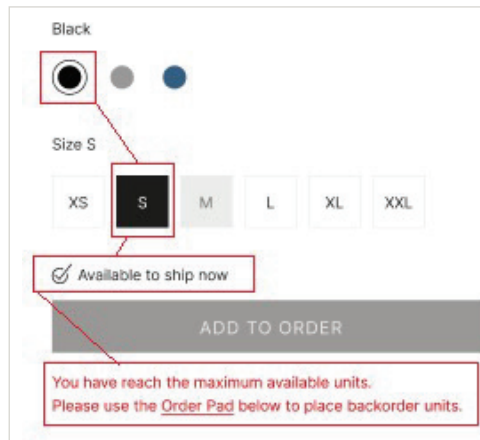 Black
Size S
XS S M L XL XXL
Available to ship now
ADD TO ORDER
You have reach the maximum available units.
Please use the Order Pad below to place backorder units.